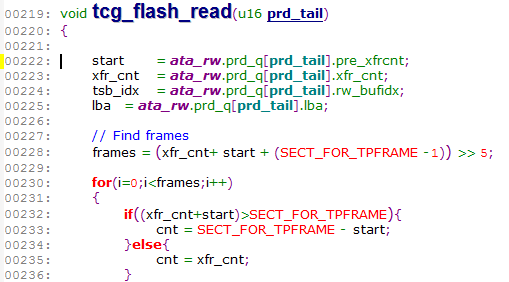 00219: void tcg_flash_read(u16 prd_tail)
00220: {
00221:
00222: start = ata_rw.prd_q[prd_tail].pre_xfrcnt;
00223: xfr_cnt = ata_rw.prd_q[prd_tail].xfr_cnt;
00224: tsb_idx = ata_rw.prd_q[prd_tail].rw_bufidx;
00225: lba = ata_rw.prd_q[prd_tail].lba;
00226:
00227: // Find frames
00228: frames = (xfr_cnt+ start + (SECT_FOR_TPFRAME -1)) >> 5;
00229:
00230: for(i=0;i<frames;i++)
00231: {
00232: if((xfr_cnt+start)>SECT_FOR_TPFRAME){
00233: cnt = SECT_FOR_TPFRAME - start;
00234: }else{
00235: cnt = xfr_cnt;
00236: }